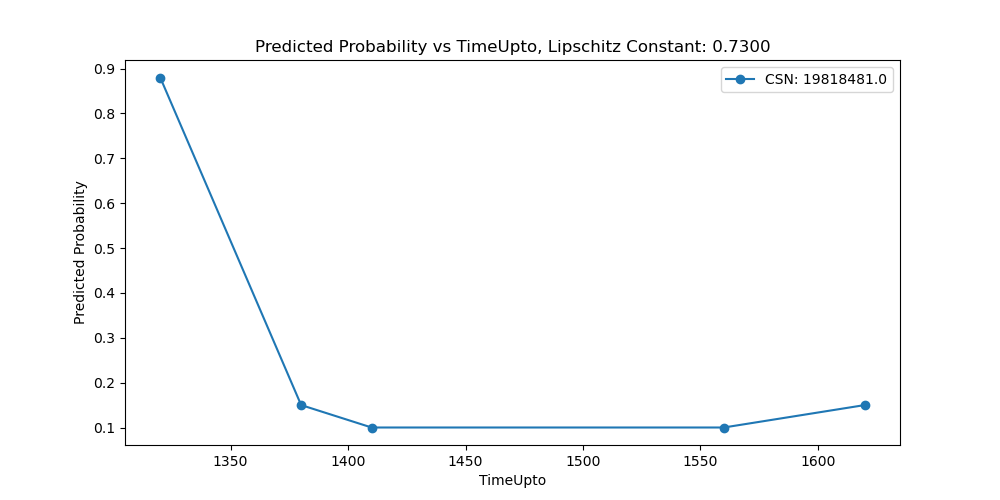 Predicted Probability vs TimeUpto, Lipschitz Constant: 0.7300
CSN: 19818481.0
Predicted Probability
0.9
0.8
0.7
0.6
0.5
0.4
0.3
0.2
0.1
1350 1400 1450 1500 1550 1600
TimeUpto